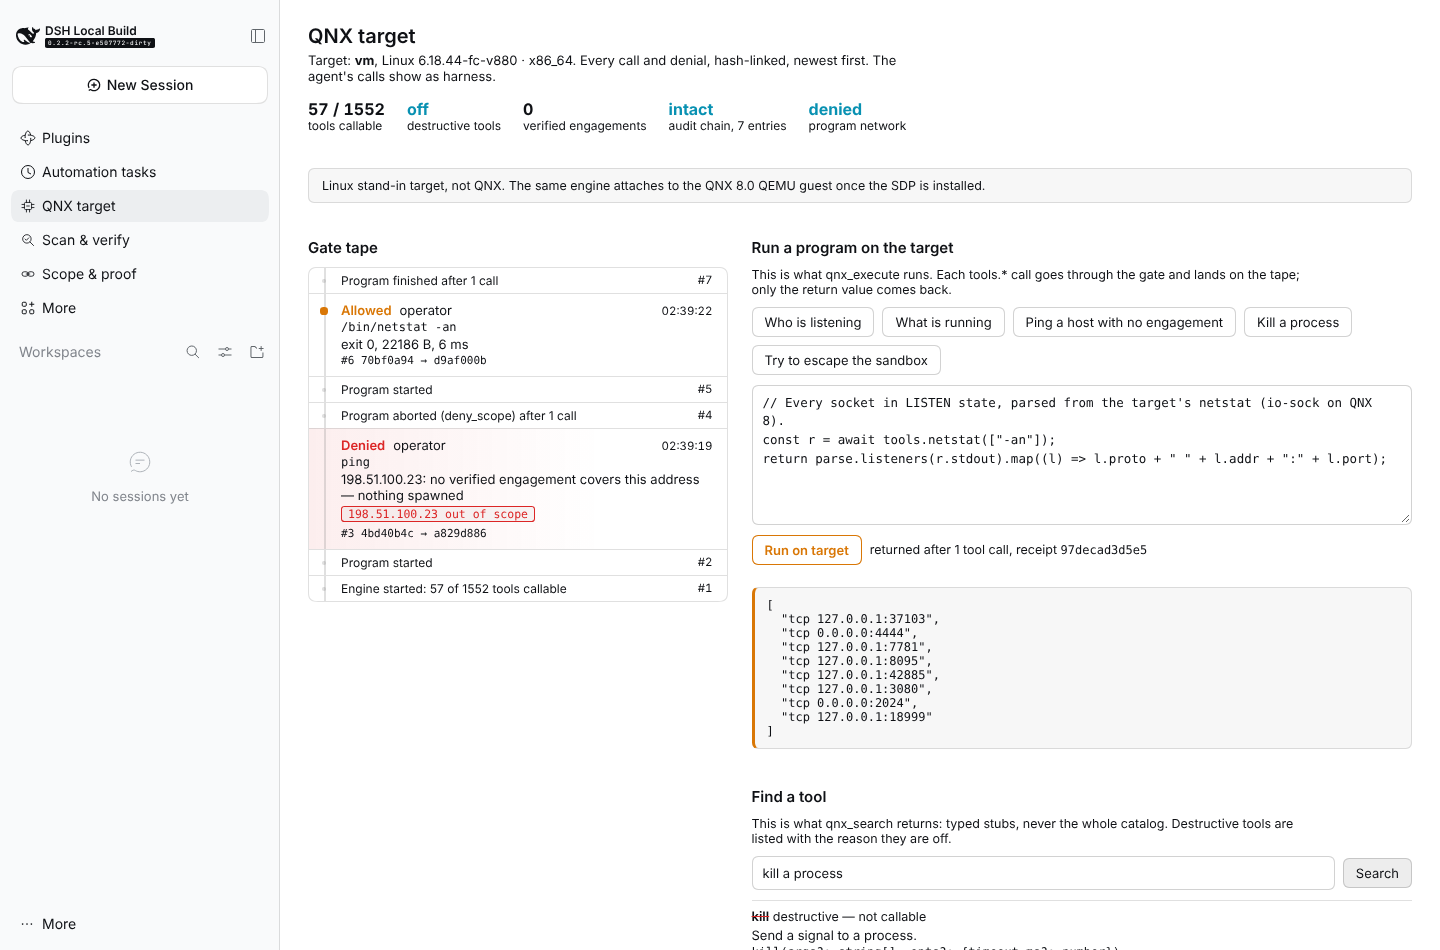 DSH Local Build
0.2.2-rc.5-e507772-dirty
New Session
Plugins
Automation tasks
QNX target
Scan & verify
Scope & proof
More
Workspaces
No sessions yet
More
QNX target
Target: vm, Linux 6.18.44-fc-v880 · x86_64. Every call and denial, hash-linked, newest first. The
agent's calls show as harness.
57 / 1552
tools callable
off
destructive tools
0
verified engagements
intact
audit chain, 7 entries
denied
program network
Linux stand-in target, not QNX. The same engine attaches to the QNX 8.0 QEMU guest once the SDP is installed.
Gate tape
Program finished after 1 call #7
Allowed operator 02:39:22
/bin/netstat -an
exit 0, 22186 B, 6 ms
#6 70bf0a94 → d9af000b
Program started #5
Program aborted (deny_scope) after 1 call #4
Denied operator 02:39:19
ping
198.51.100.23: no verified engagement covers this address
— nothing spawned
198.51.100.23 out of scope
#3 4bd40b4c → a829d886
Program started #2
Engine started: 57 of 1552 tools callable #1
Run a program on the target
This is what qnx_execute runs. Each tools.* call goes through the gate and lands on the tape;
only the return value comes back.
Who is listening
What is running
Ping a host with no engagement
Kill a process
Try to escape the sandbox
// Every socket in LISTEN state, parsed from the target's netstat (io-sock on QNX
8).
const r = await tools.netstat(["-an"]);
return parse.listeners(r.stdout).map((l) => l.proto + " " + l.addr + ":" + l.port);
Run on target returned after 1 tool call, receipt 97decad3d5e5
[
"tcp 127.0.0.1:37103",
"tcp 0.0.0.0:4444",
"tcp 127.0.0.1:7781",
"tcp 127.0.0.1:8095",
"tcp 127.0.0.1:42885",
"tcp 127.0.0.1:3080",
"tcp 0.0.0.0:2024",
"tcp 127.0.0.1:18999"
]
Find a tool
This is what qnx_search returns: typed stubs, never the whole catalog. Destructive tools are
listed with the reason they are off.
kill a process
Search
kill destructive — not callable
Send a signal to a process.
kill(args?: string[], opts?: {timeout_ms?: number})